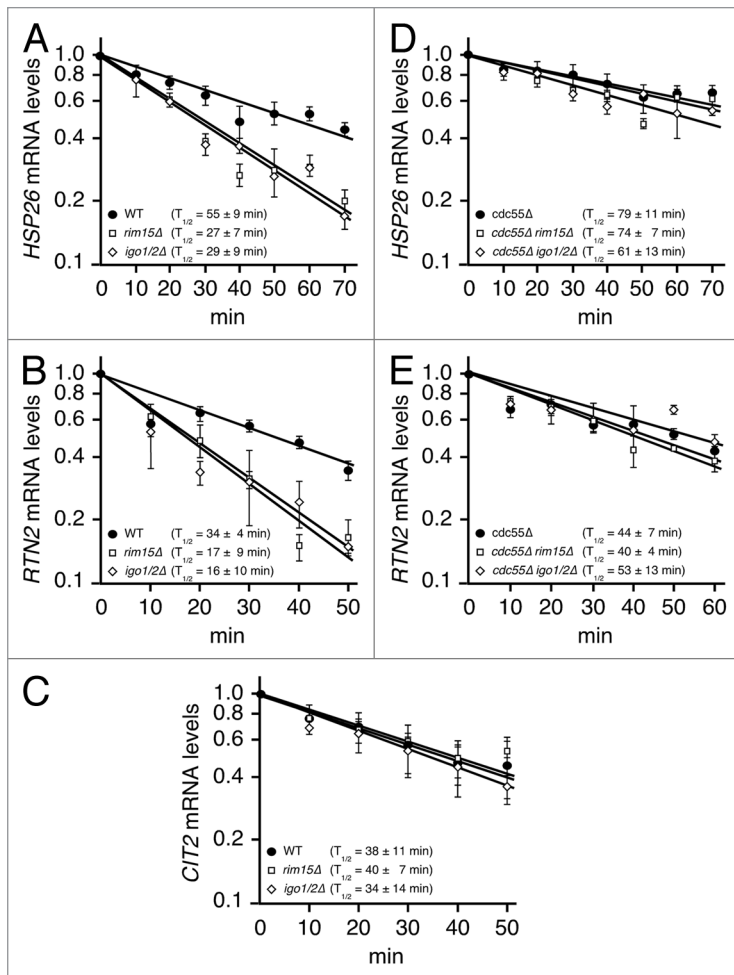 A
HSP26 mRNA levels
1.0
0.8
0.6
0.4
0.2
0.1
WT (T1/2 = 55 ± 9 min)
rim15Δ (T1/2 = 27 ± 7 min)
igo1/2Δ (T1/2 = 29 ± 9 min)
0 10 20 30 40 50 60 70
min
D
HSP26 mRNA levels
1.0
0.8
0.6
0.4
0.2
0.1
cdc55Δ (T1/2 = 79 ± 11 min)
cdc55Δ rim15Δ (T1/2 = 74 ± 7 min)
cdc55Δ igo1/2Δ (T1/2 = 61 ± 13 min)
0 10 20 30 40 50 60 70
min
B
RTN2 mRNA levels
1.0
0.8
0.6
0.4
0.2
0.1
WT (T1/2 = 34 ± 4 min)
rim15Δ (T1/2 = 17 ± 9 min)
igo1/2Δ (T1/2 = 16 ± 10 min)
0 10 20 30 40 50
min
E
RTN2 mRNA levels
1.0
0.8
0.6
0.4
0.2
0.1
cdc55Δ (T1/2 = 44 ± 7 min)
cdc55Δ rim15Δ (T1/2 = 40 ± 4 min)
cdc55Δ igo1/2Δ (T1/2 = 53 ± 13 min)
0 10 20 30 40 50 60
min
C
CIT2 mRNA levels
1.0
0.8
0.6
0.4
0.2
0.1
WT (T1/2 = 38 ± 11 min)
rim15Δ (T1/2 = 40 ± 7 min)
igo1/2Δ (T1/2 = 34 ± 14 min)
0 10 20 30 40 50
min